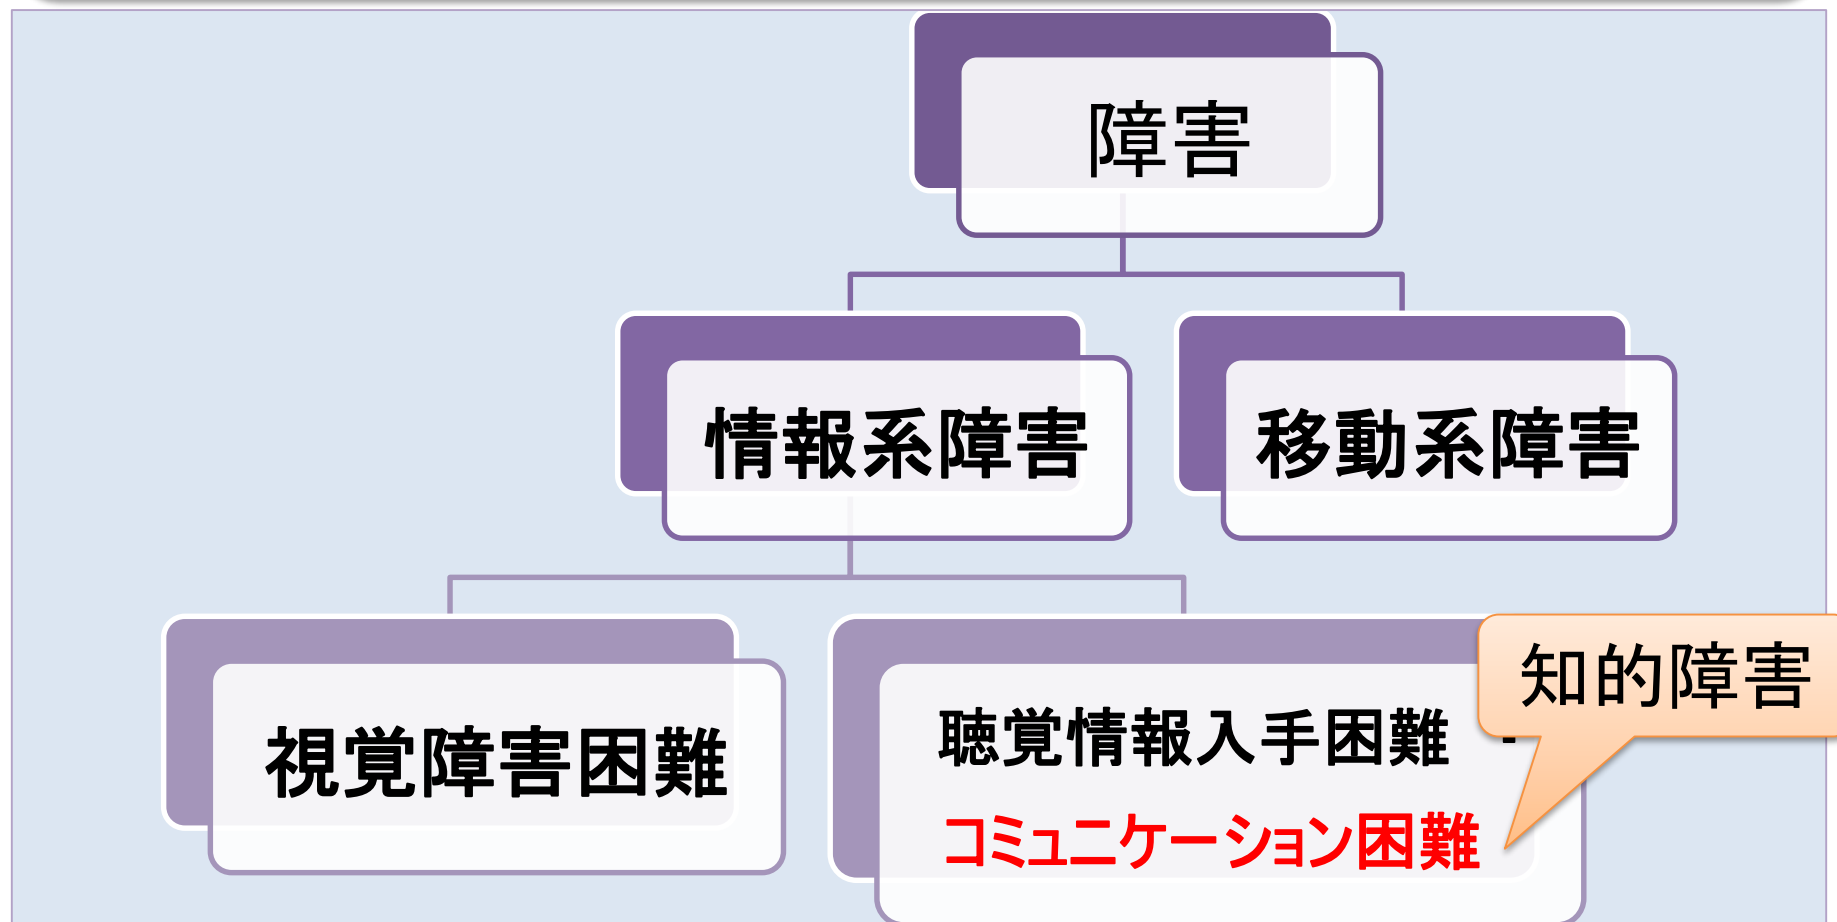 障害
情報系障害
移動系障害
視覚障害困難
聴覚情報入手困難
コミュニケーション困難
知的障害